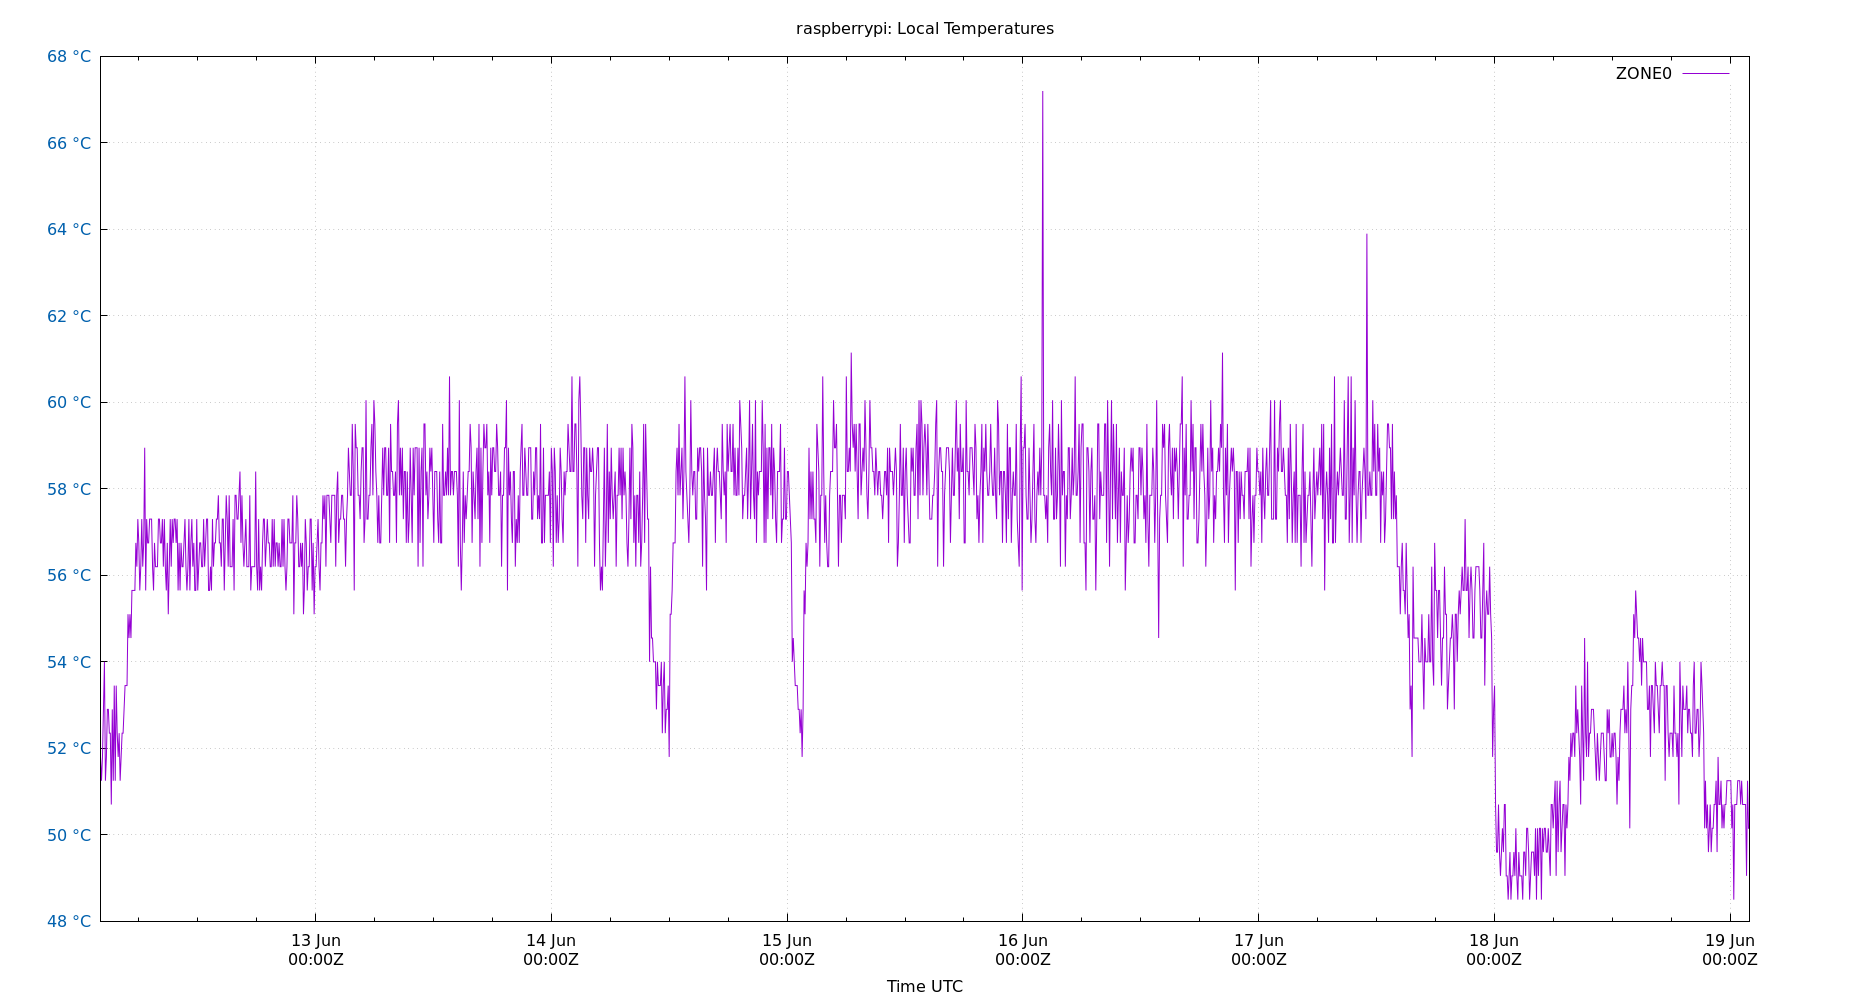 raspberrypi: Local Temperatures
ZONE0
68 °C
66 °C
64 °C
62 °C
60 °C
58 °C
56 °C
54 °C
52 °C
50 °C
48 °C
13 Jun 14 Jun 15 Jun 16 Jun 17 Jun 18 Jun 19 Jun
00:00Z 00:00Z 00:00Z 00:00Z 00:00Z 00:00Z 00:00Z
Time UTC